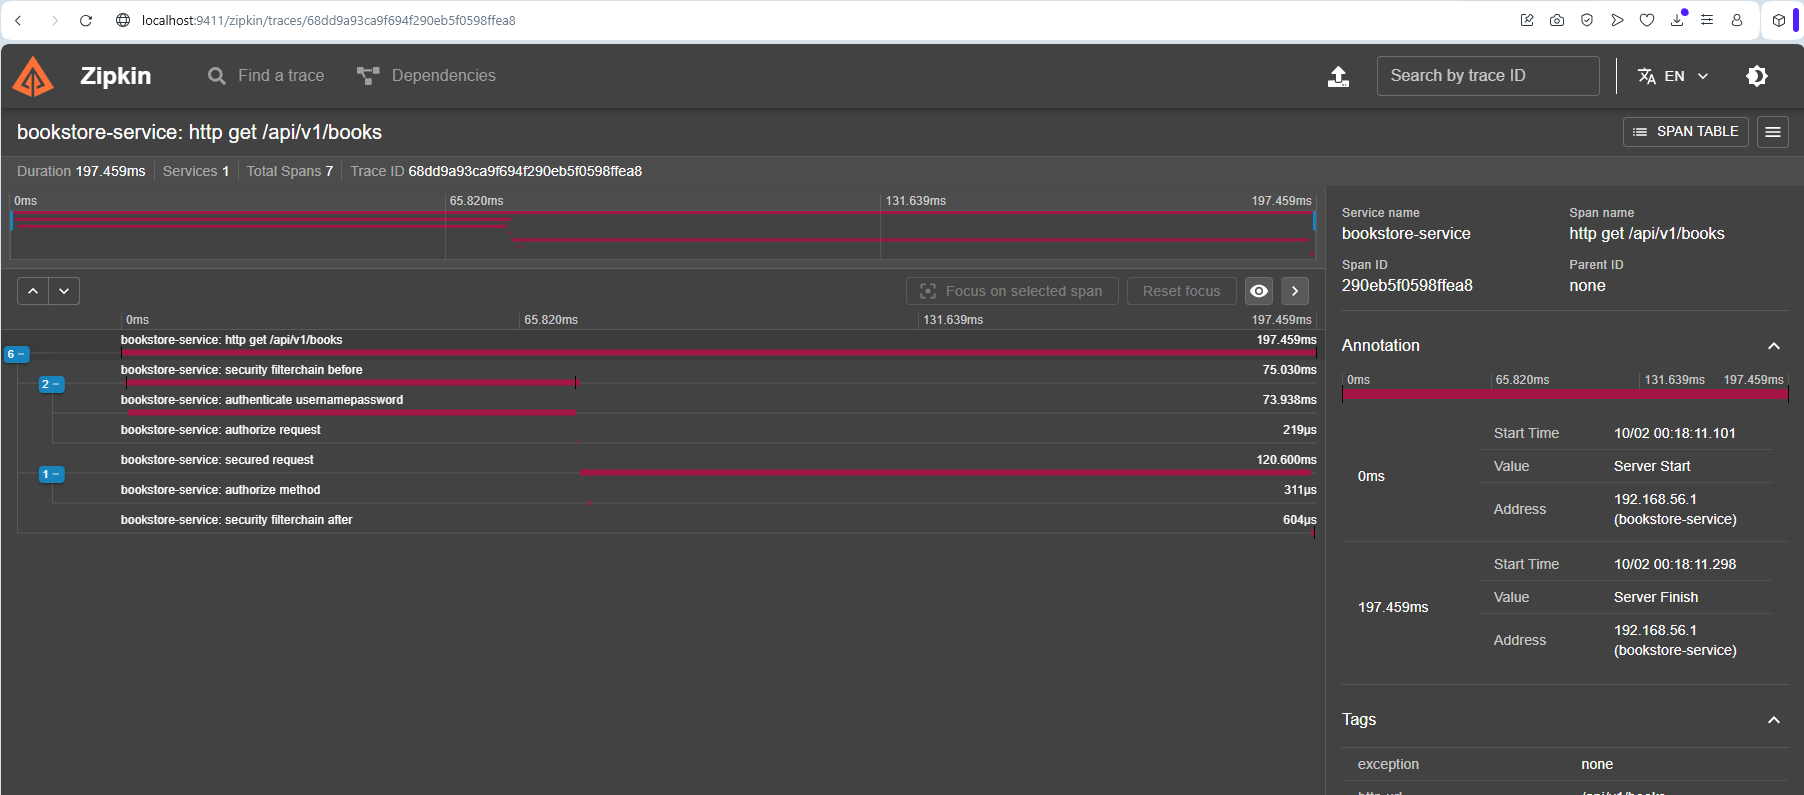 localhost:9411/zipkin/traces/68dd9a93ca9f694f290eb5f0598ffea8
Zipkin
Find a trace
Dependencies
Search by trace ID
EN
bookstore-service: http get /api/v1/books
SPAN TABLE
Duration 197.459ms Services 1 Total Spans 7 Trace ID 68dd9a93ca9f694f290eb5f0598ffea8
0ms 65.820ms 131.639ms 197.459ms
Focus on selected span
Reset focus
0ms 65.820ms 131.639ms 197.459ms
bookstore-service: http get /api/v1/books 197.459ms
6 −
bookstore-service: security filterchain before 75.030ms
2 −
bookstore-service: authenticate usernamepassword 73.938ms
bookstore-service: authorize request 219µs
bookstore-service: secured request 120.600ms
1 −
bookstore-service: authorize method 311µs
bookstore-service: security filterchain after 604µs
Service name Span name
bookstore-service http get /api/v1/books
Span ID Parent ID
290eb5f0598ffea8 none
Annotation
0ms 65.820ms 131.639ms 197.459ms
Start Time 10/02 00:18:11.101
0ms
Value Server Start
Address 192.168.56.1
(bookstore-service)
Start Time 10/02 00:18:11.298
197.459ms
Value Server Finish
Address 192.168.56.1
(bookstore-service)
Tags
exception none